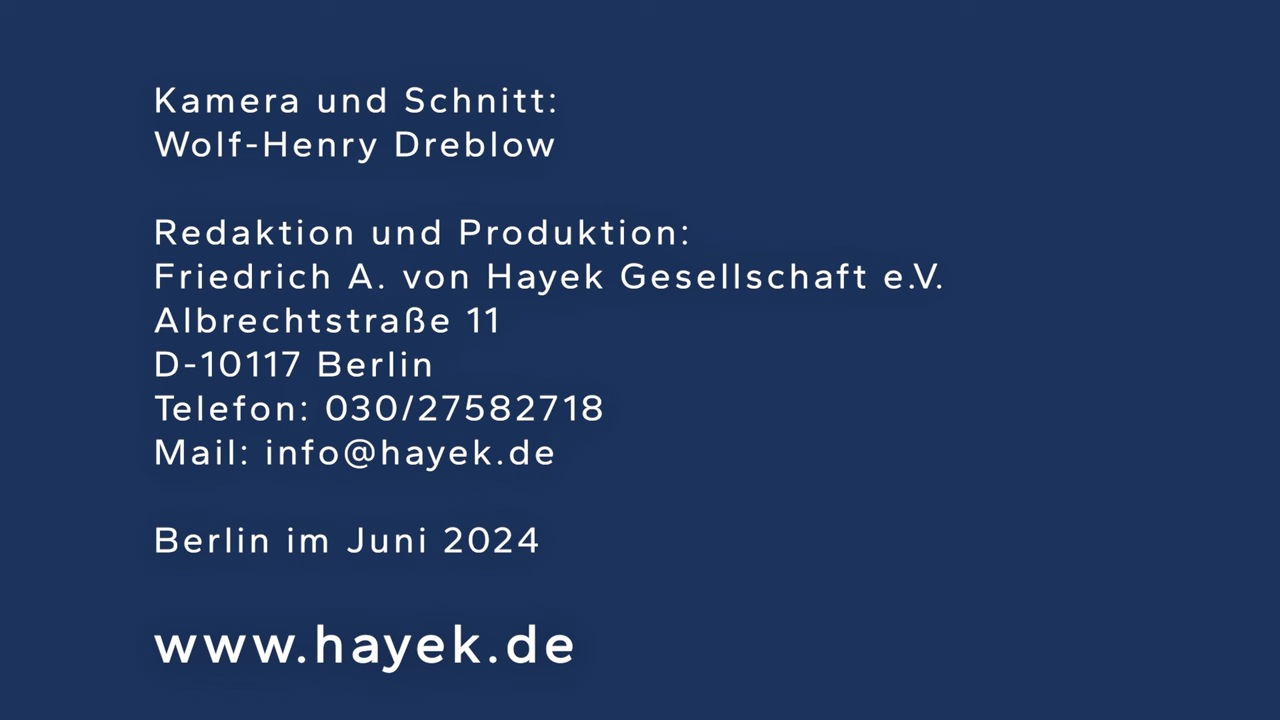 Kamera und Schnitt:
Wolf-Henry Dreblow
Redaktion und Produktion:
Friedrich A. von Hayek Gesellschaft e.V.
Albrechtstraße 11
D-10117 Berlin
Telefon: 030/27582718
Mail: info@hayek.de
Berlin im Juni 2024
www.hayek.de